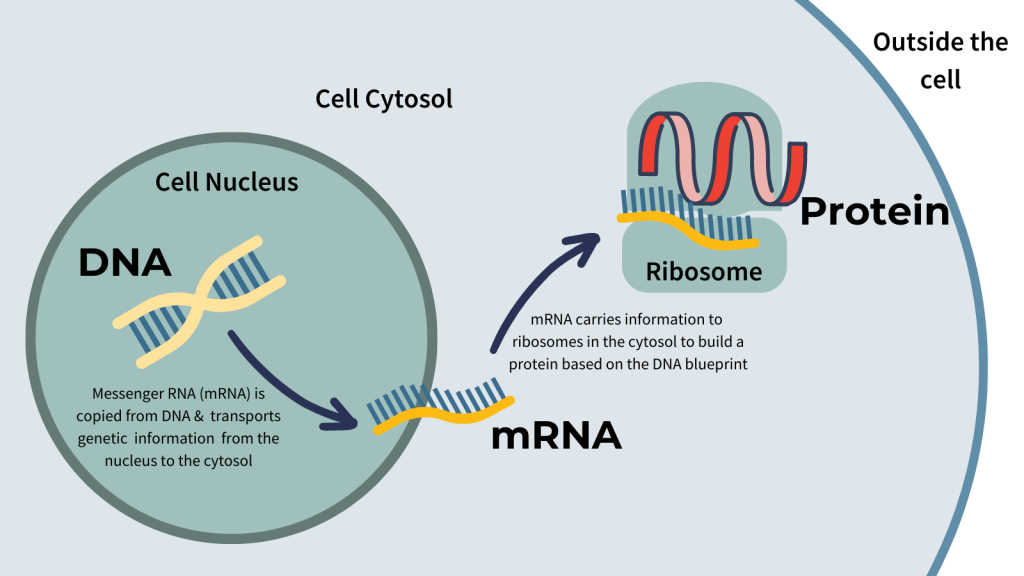 Outside the
cell
Cell Cytosol
Cell Nucleus
DNA
Messenger RNA (mRNA) is
copied from DNA & transports
genetic information from the
nucleus to the cytosol
mRNA
mRNA carries information to
ribosomes in the cytosol to build a
protein based on the DNA blueprint
Ribosome
Protein